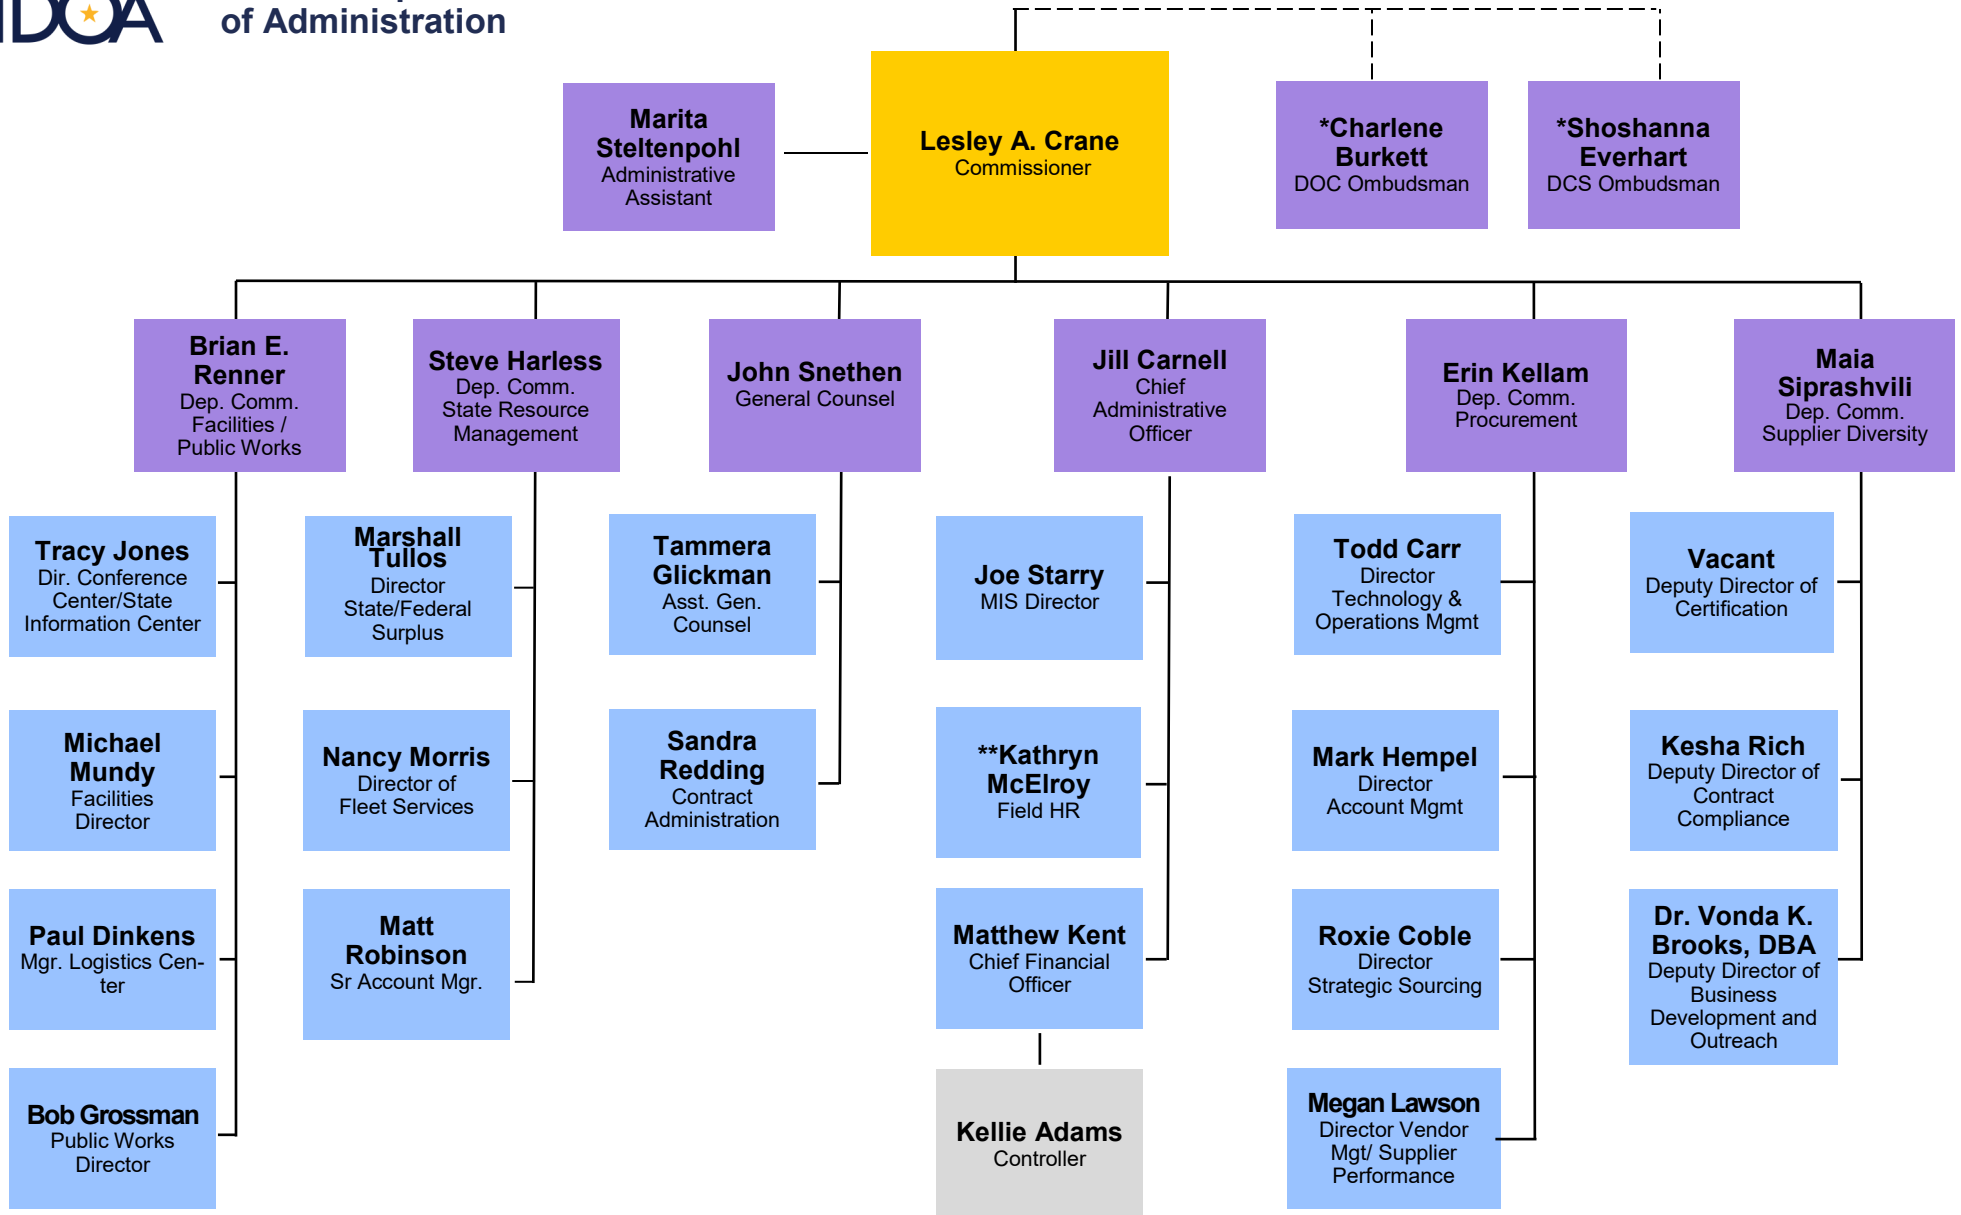 IDOA
of Administration
Marita
Steltenpohl
Administrative
Assistant
Lesley A. Crane
Commissioner
*Charlene
Burkett
DOC Ombudsman
*Shoshanna
Everhart
DCS Ombudsman
Brian E.
Renner
Dep. Comm.
Facilities /
Public Works
Steve Harless
Dep. Comm.
State Resource
Management
John Snethen
General Counsel
Jill Carnell
Chief
Administrative
Officer
Erin Kellam
Dep. Comm.
Procurement
Maia
Siprashvili
Dep. Comm.
Supplier Diversity
Tracy Jones
Dir. Conference
Center/State
Information Center
Marshall
Tullos
Director
State/Federal
Surplus
Tammera
Glickman
Asst. Gen.
Counsel
Joe Starry
MIS Director
Todd Carr
Director
Technology &
Operations Mgmt
Vacant
Deputy Director of
Certification
Michael
Mundy
Facilities
Director
Nancy Morris
Director of
Fleet Services
Sandra
Redding
Contract
Administration
**Kathryn
McElroy
Field HR
Mark Hempel
Director
Account Mgmt
Kesha Rich
Deputy Director of
Contract
Compliance
Paul Dinkens
Mgr. Logistics Cen-
ter
Matt
Robinson
Sr Account Mgr.
Matthew Kent
Chief Financial
Officer
Roxie Coble
Director
Strategic Sourcing
Dr. Vonda K.
Brooks, DBA
Deputy Director of
Business
Development and
Outreach
Bob Grossman
Public Works
Director
Kellie Adams
Controller
Megan Lawson
Director Vendor
Mgt/ Supplier
Performance